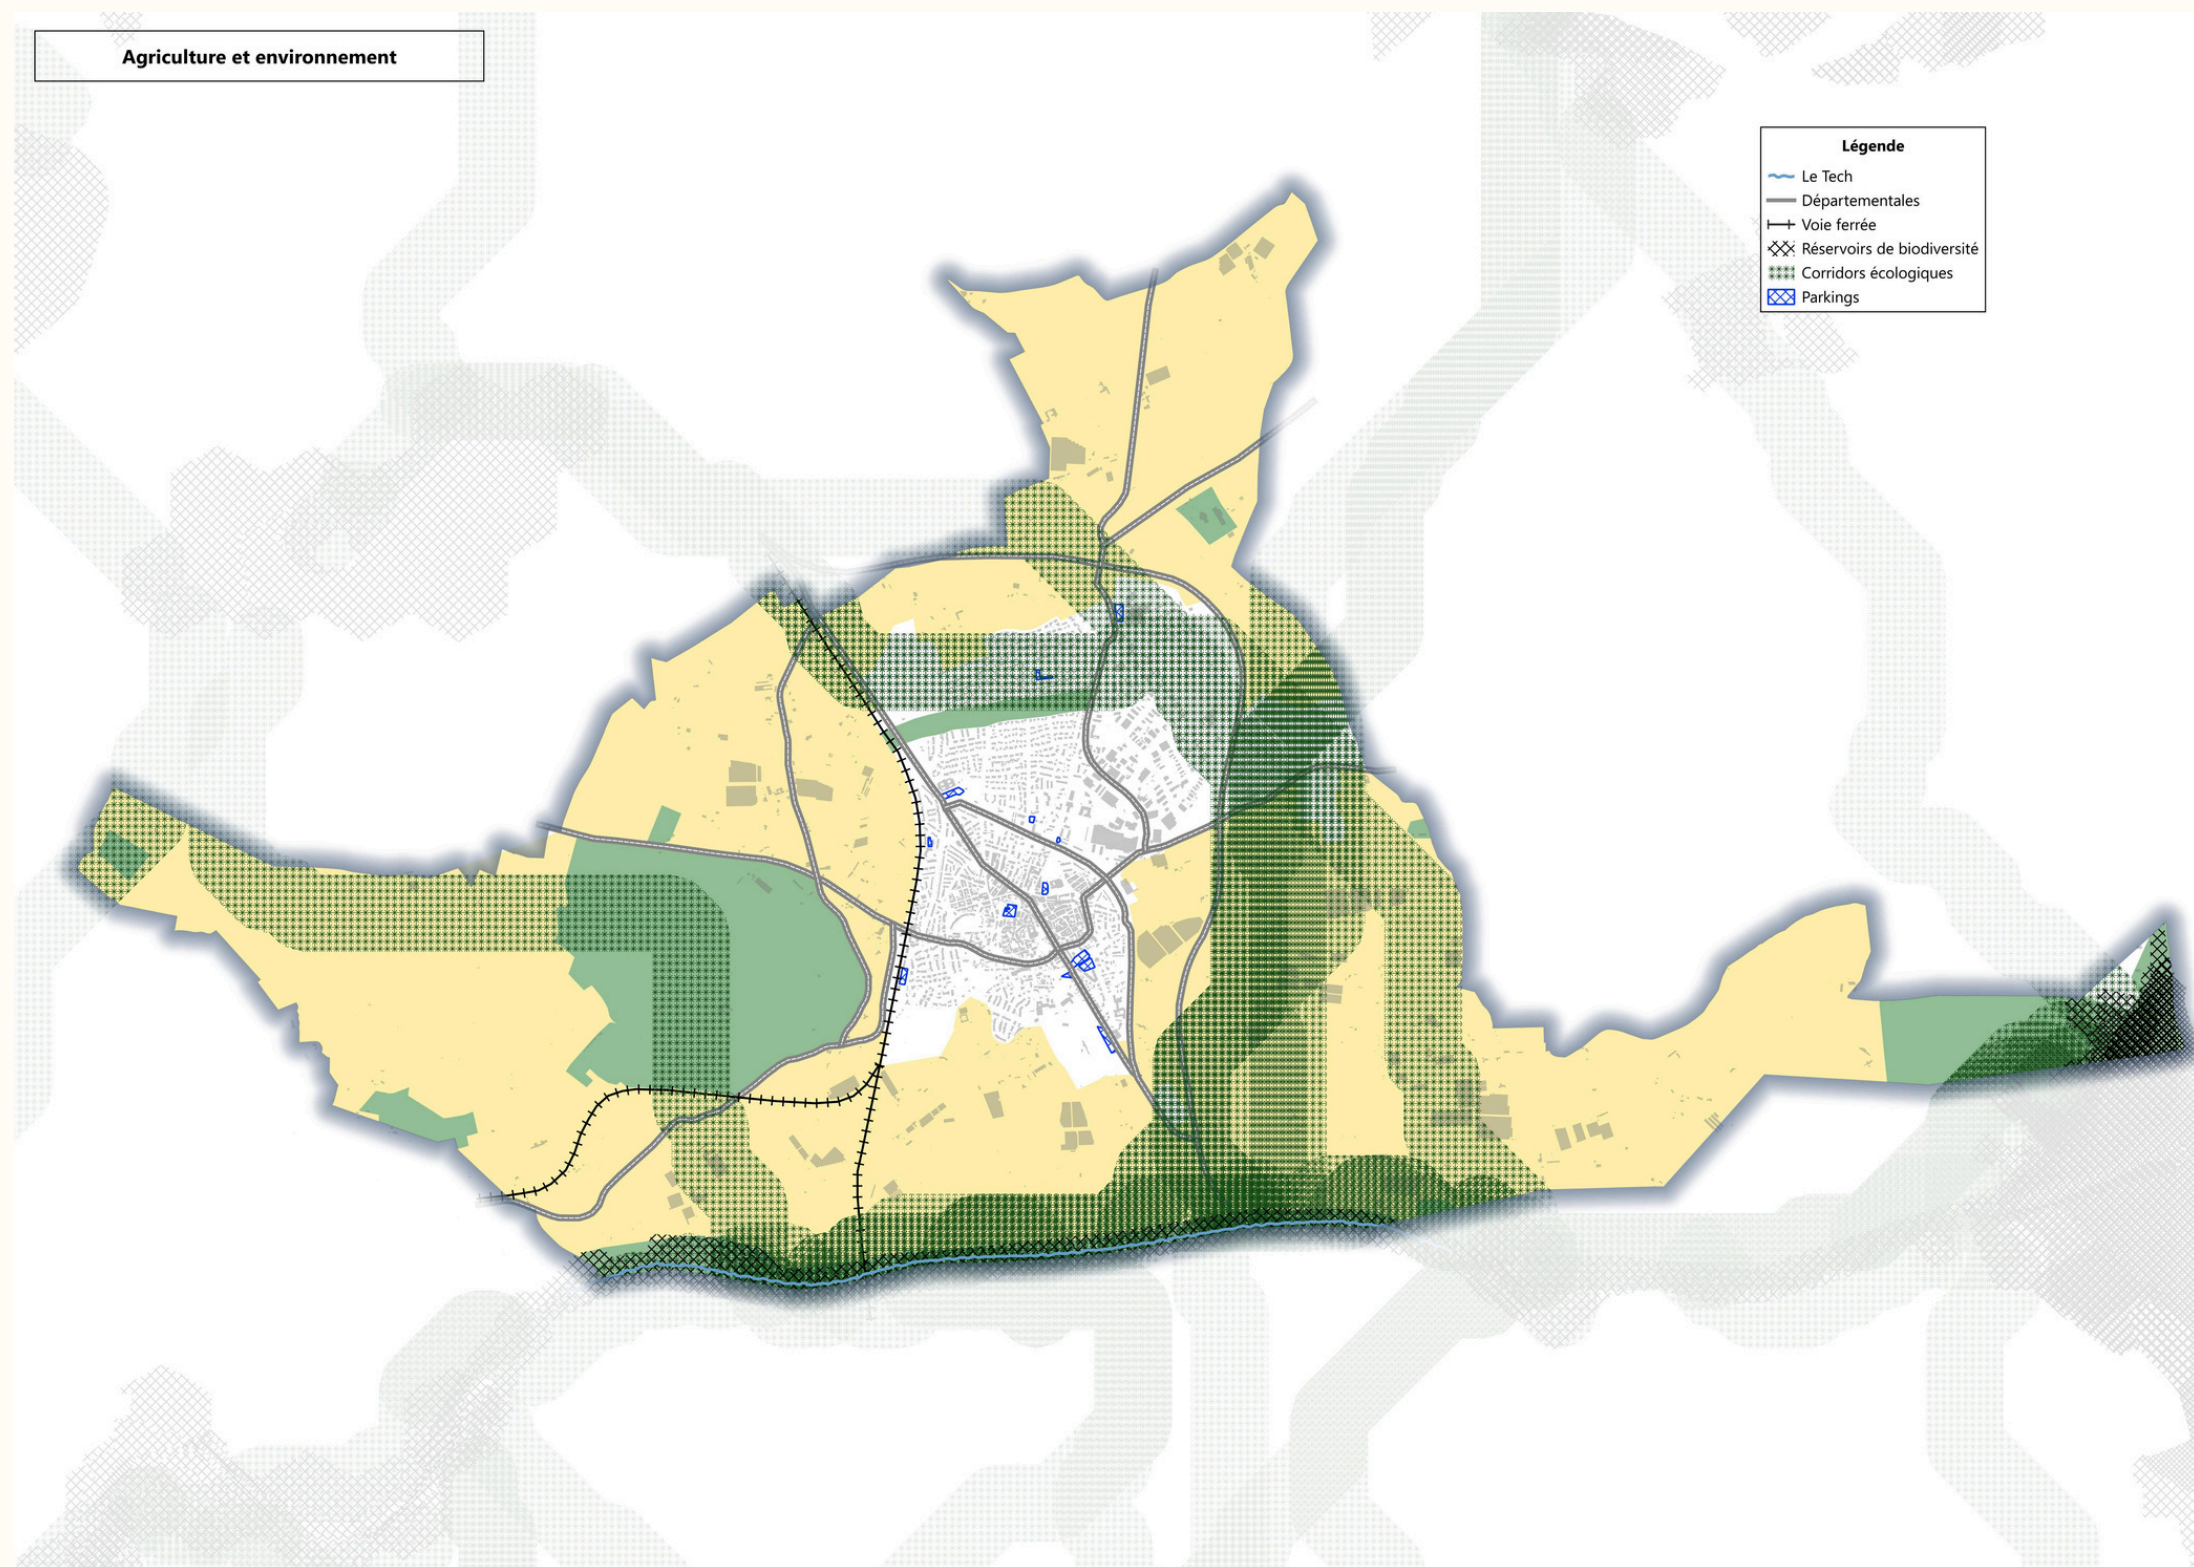 Agriculture et environnement
Légende
Le Tech
Départementales
Voie ferrée
Réservoirs de biodiversité
Corridors écologiques
Parkings